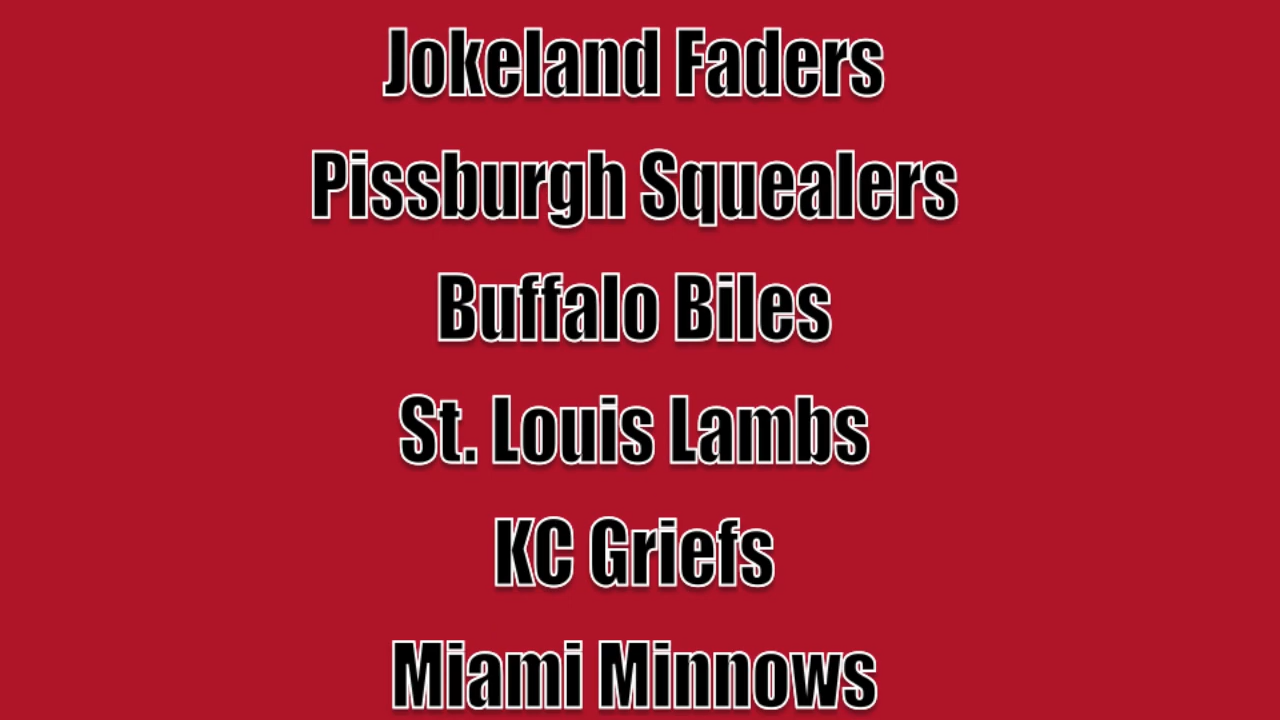 Jokeland Faders
Pissburgh Squealers
Buffalo Biles
St. Louis Lambs
KC Griefs
Miami Minnows